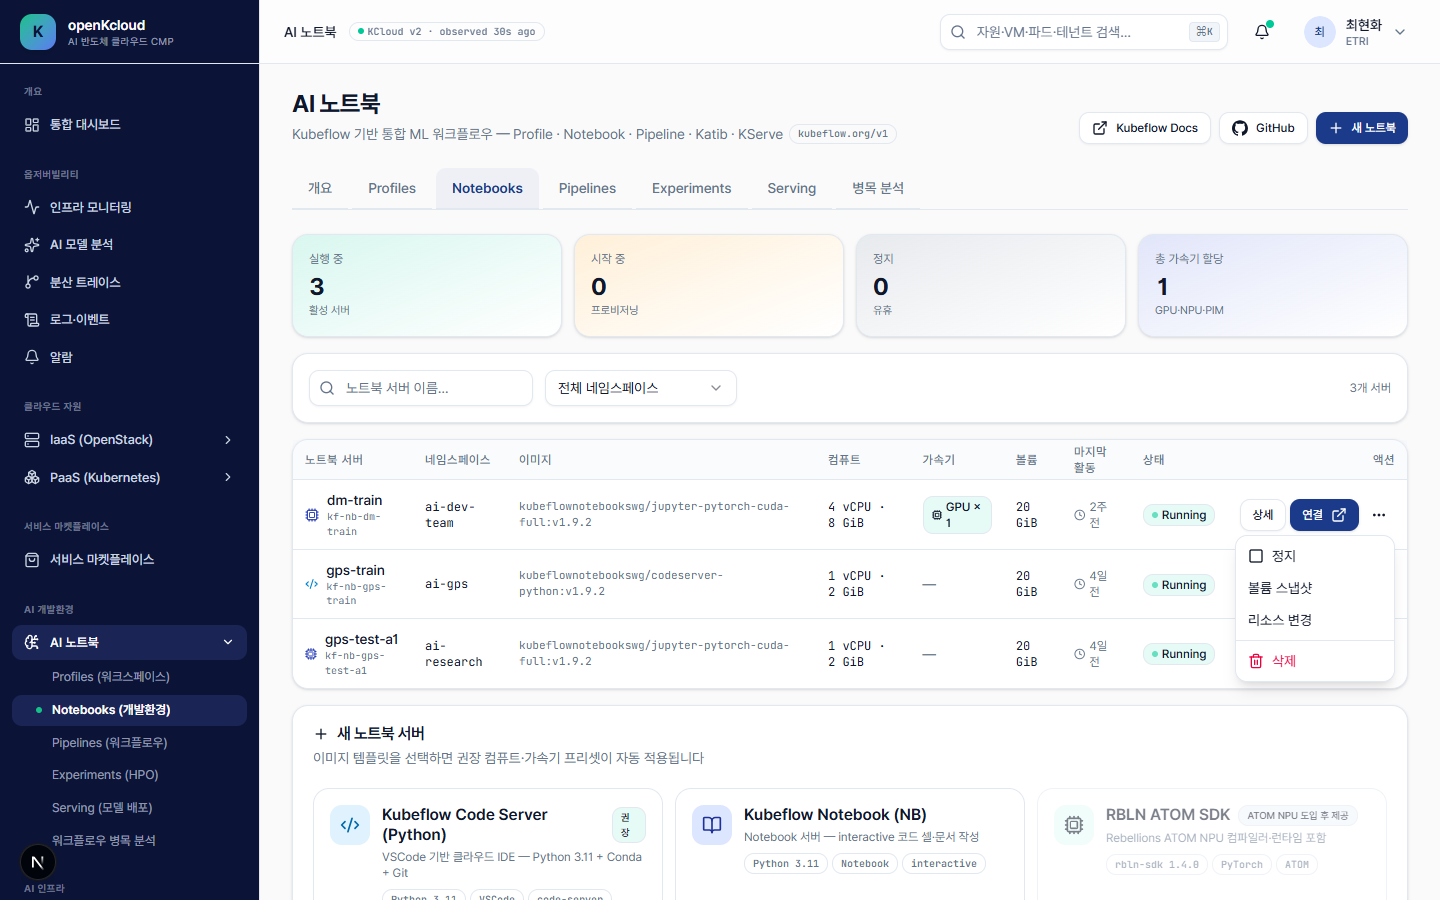 K
openKcloud
AI 반도체 클라우드 CMP
AI 노트북
KCloud v2 · observed 30s ago
자원·VM·파드·테넌트 검색...
⌘K
최
최현화
ETRI
개요
통합 대시보드
옵저버빌리티
인프라 모니터링
AI 모델 분석
분산 트레이스
로그·이벤트
알람
클라우드 자원
IaaS (OpenStack)
PaaS (Kubernetes)
서비스 마켓플레이스
서비스 마켓플레이스
AI 개발환경
AI 노트북
Profiles (워크스페이스)
Notebooks (개발환경)
Pipelines (워크플로우)
Experiments (HPO)
Serving (모델 배포)
워크플로우 병목 분석
N
AI 인프라
AI 노트북
Kubeflow 기반 통합 ML 워크플로우 — Profile · Notebook · Pipeline · Katib · KServe
kubeflow.org/v1
Kubeflow Docs
GitHub
새 노트북
개요
Profiles
Notebooks
Pipelines
Experiments
Serving
병목 분석
실행 중
3
활성 서버
시작 중
0
프로비저닝
정지
0
유휴
총 가속기 할당
1
GPU·NPU·PIM
노트북 서버 이름...
전체 네임스페이스
3개 서버
노트북 서버
네임스페이스
이미지
컴퓨트
가속기
볼륨
마지막
활동
상태
액션
dm-train
kf-nb-dm-
train
ai-dev-
team
kubeflownotebookswg/jupyter-pytorch-cuda-
full:v1.9.2
4 vCPU ·
8 GiB
GPU ×
1
20
GiB
2주
전
Running
상세
연결
gps-train
kf-nb-gps-
train
ai-gps
kubeflownotebookswg/codeserver-
python:v1.9.2
1 vCPU ·
2 GiB
—
20
GiB
4일
전
Running
gps-test-a1
kf-nb-gps-
test-a1
ai-
research
kubeflownotebookswg/jupyter-pytorch-cuda-
full:v1.9.2
1 vCPU ·
2 GiB
—
20
GiB
4일
전
Running
정지
볼륨 스냅샷
리소스 변경
삭제
새 노트북 서버
이미지 템플릿을 선택하면 권장 컴퓨트·가속기 프리셋이 자동 적용됩니다
Kubeflow Code Server
(Python)
권
장
VSCode 기반 클라우드 IDE — Python 3.11 + Conda
+ Git
Python 3.11
VSCode
code-server
Kubeflow Notebook (NB)
Notebook 서버 — interactive 코드 셀·문서 작성
Python 3.11
Notebook
interactive
RBLN ATOM SDK
ATOM NPU 도입 후 제공
Rebellions ATOM NPU 컴파일러·런타임 포함
rbln-sdk 1.4.0
PyTorch
ATOM